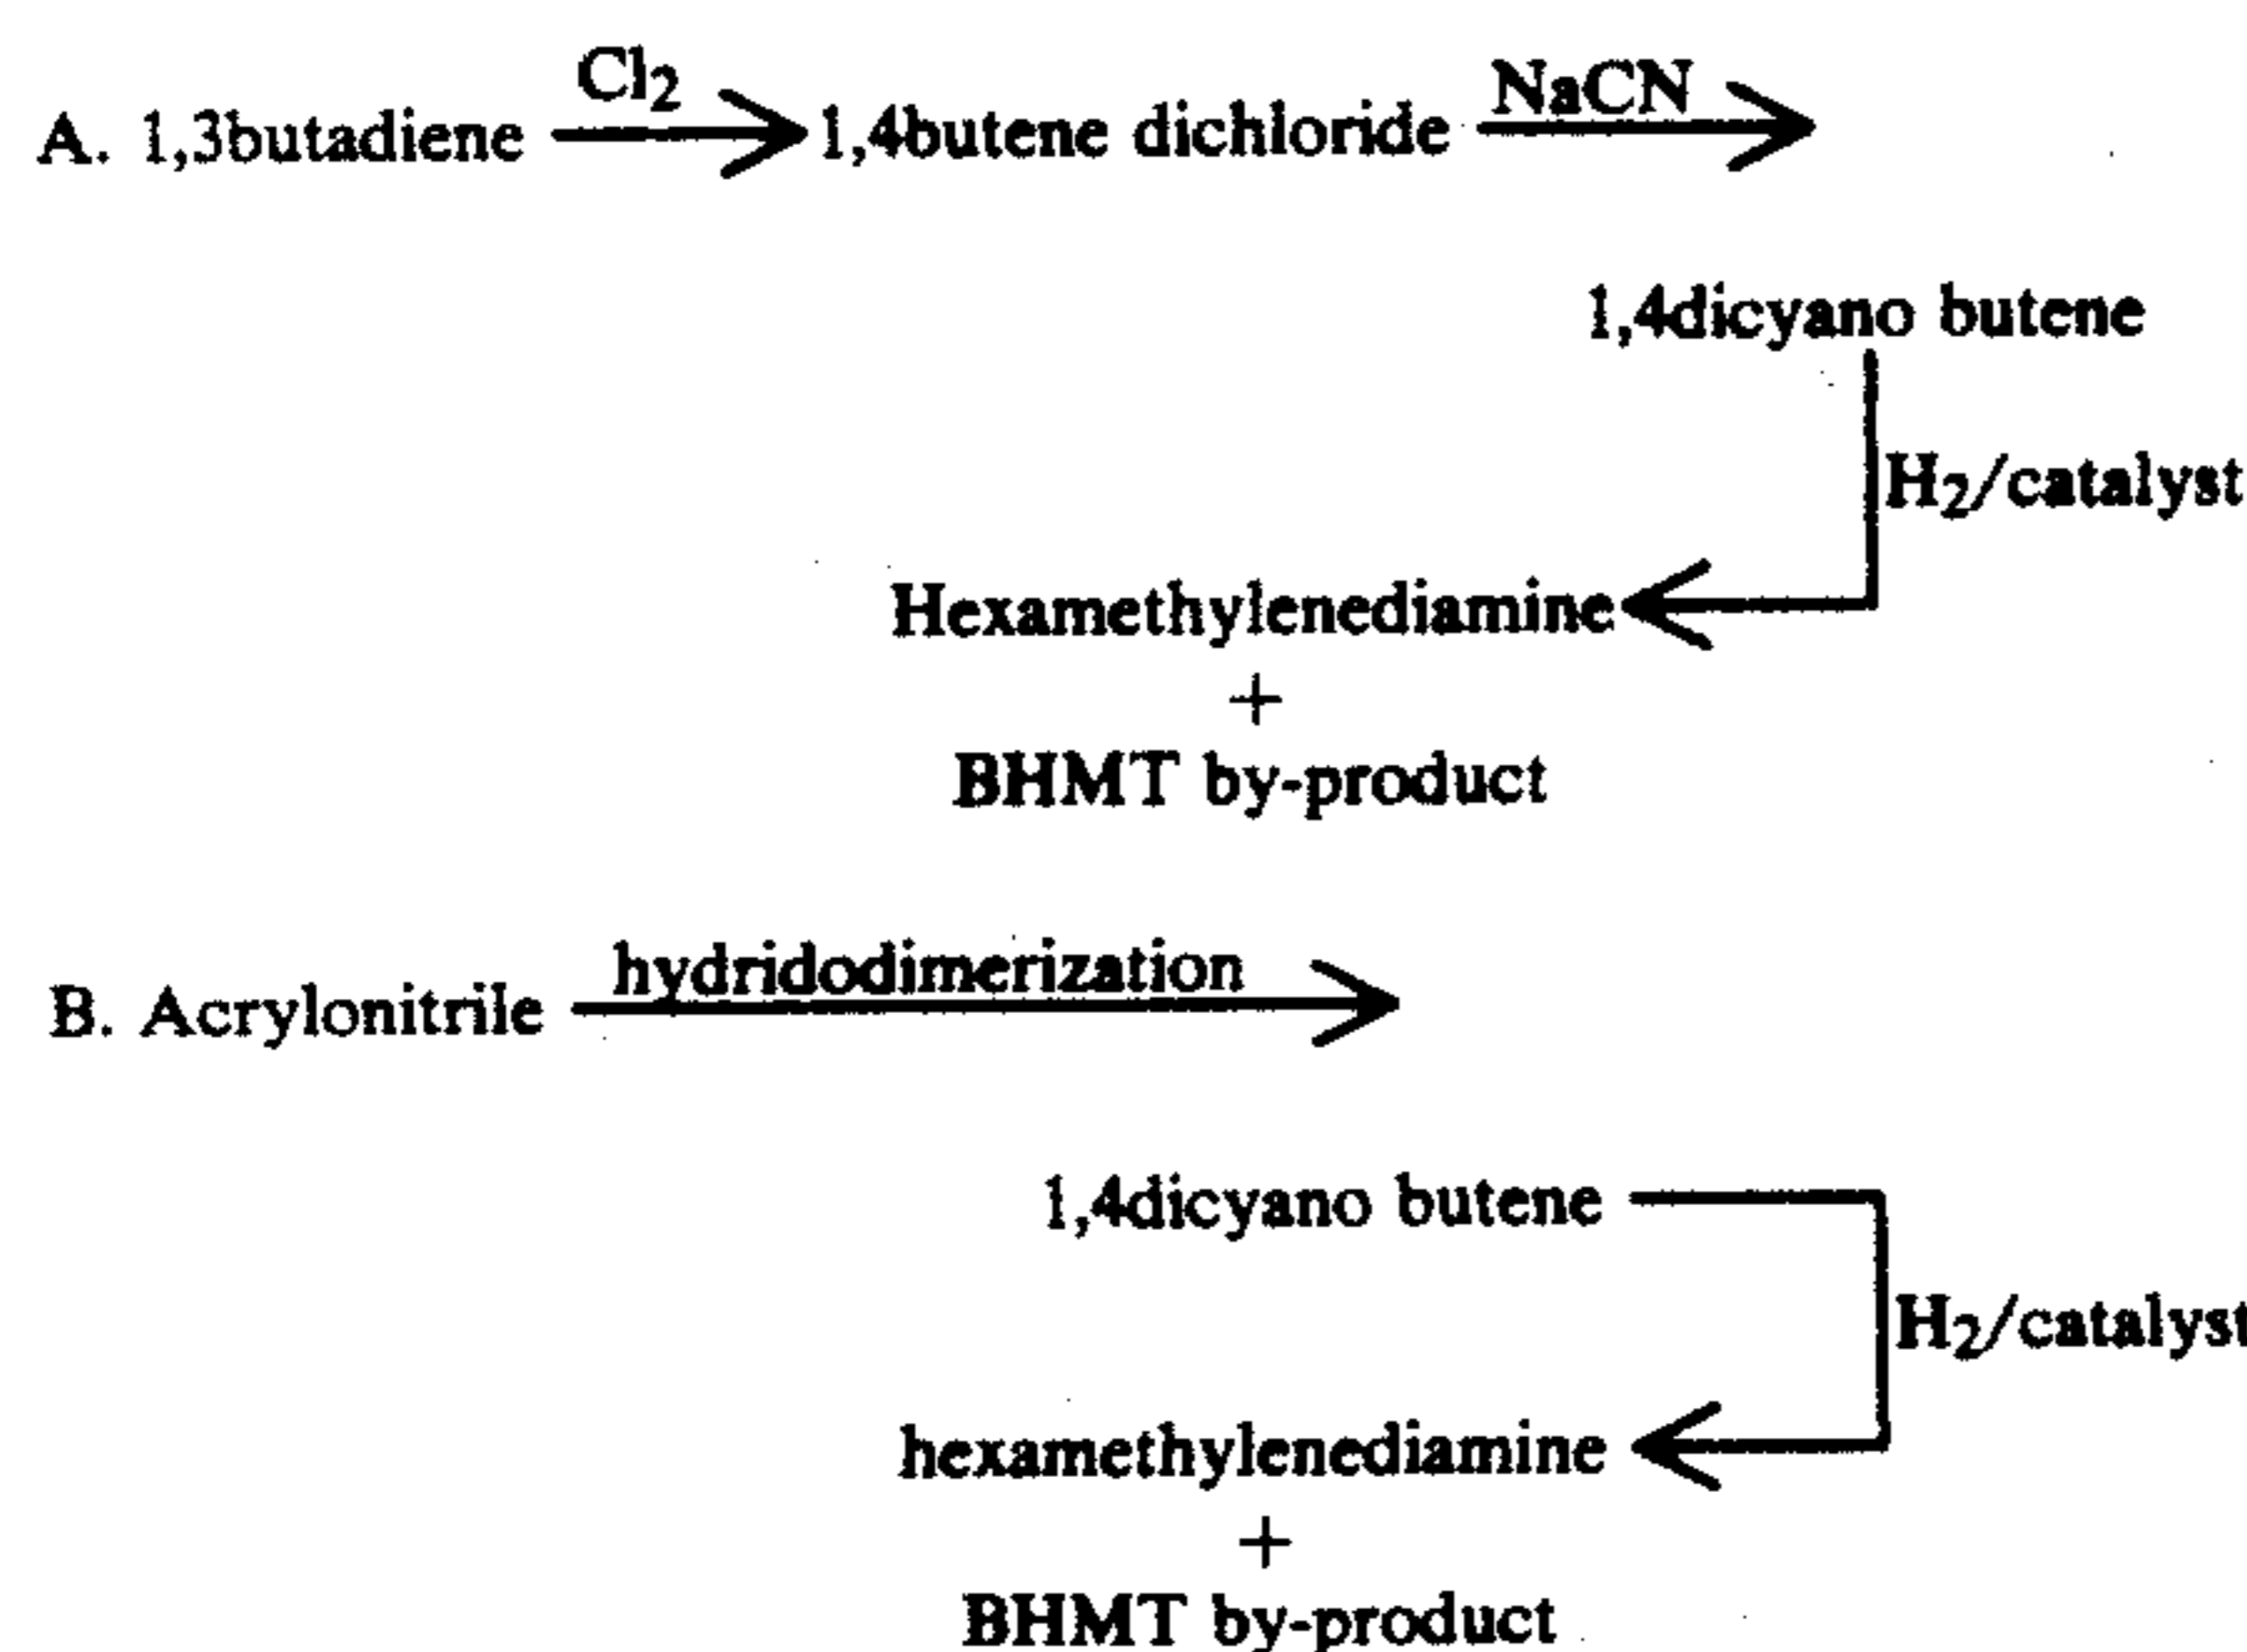 Cl₂ NaCN
A. 1,3butadiene 1,4butene dichloride
1,4dicyano butene
H₂/catalyst
Hexamethylenediamine
+
BHMT by-product
hydridodimerization
B. Acrylonitrile
1,4dicyano butene
H₂/catalyst
hexamethylenediamine
+
BHMT by-product